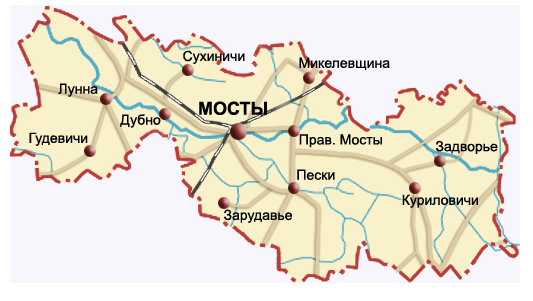 Сухиничи
Микелевщина
Лунна
МОСТЫ
Дубно
Гудевичи
Прав. Мосты
Задворье
Пески
Куриловичи
Зарудавье